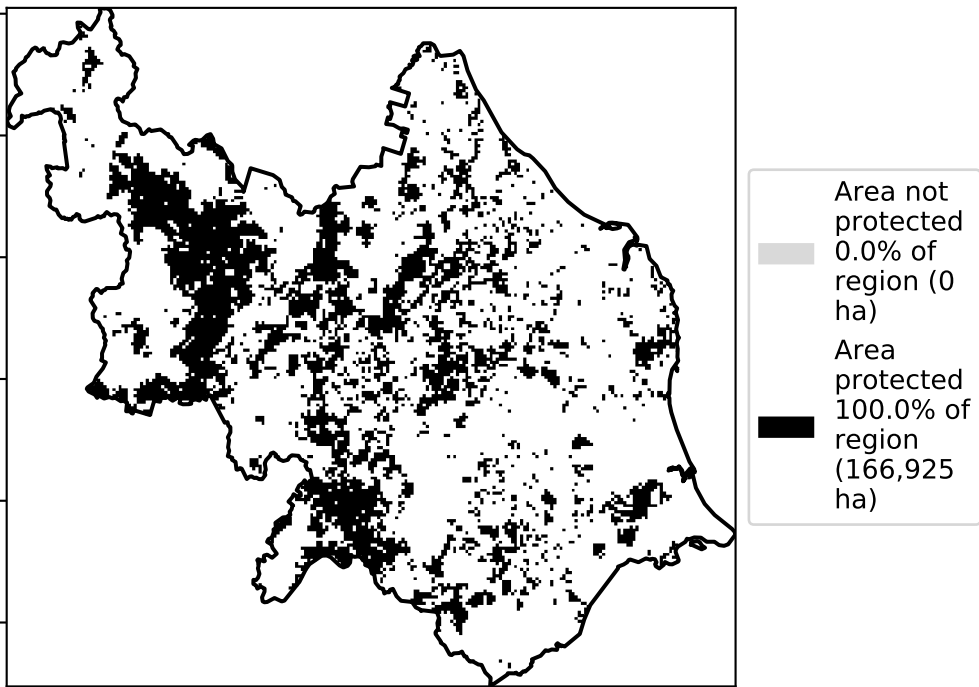 Area not
protected
0.0% of
region (0
ha)
Area
protected
100.0% of
region
(166,925
ha)